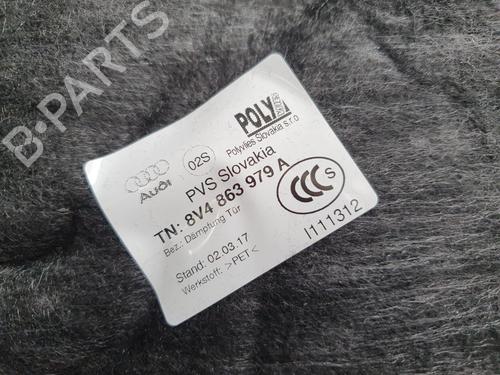 B-PARTS
AUDI
02S
POLY
VLIES
Polyvlies Slovakia s.r.o
PVS Slovakia
TN: 8V4 863 979 A
Bez.: Dämpfung Tür
Stand: 02.03.17
Werkstoff: >PET<
CCC S
I111312